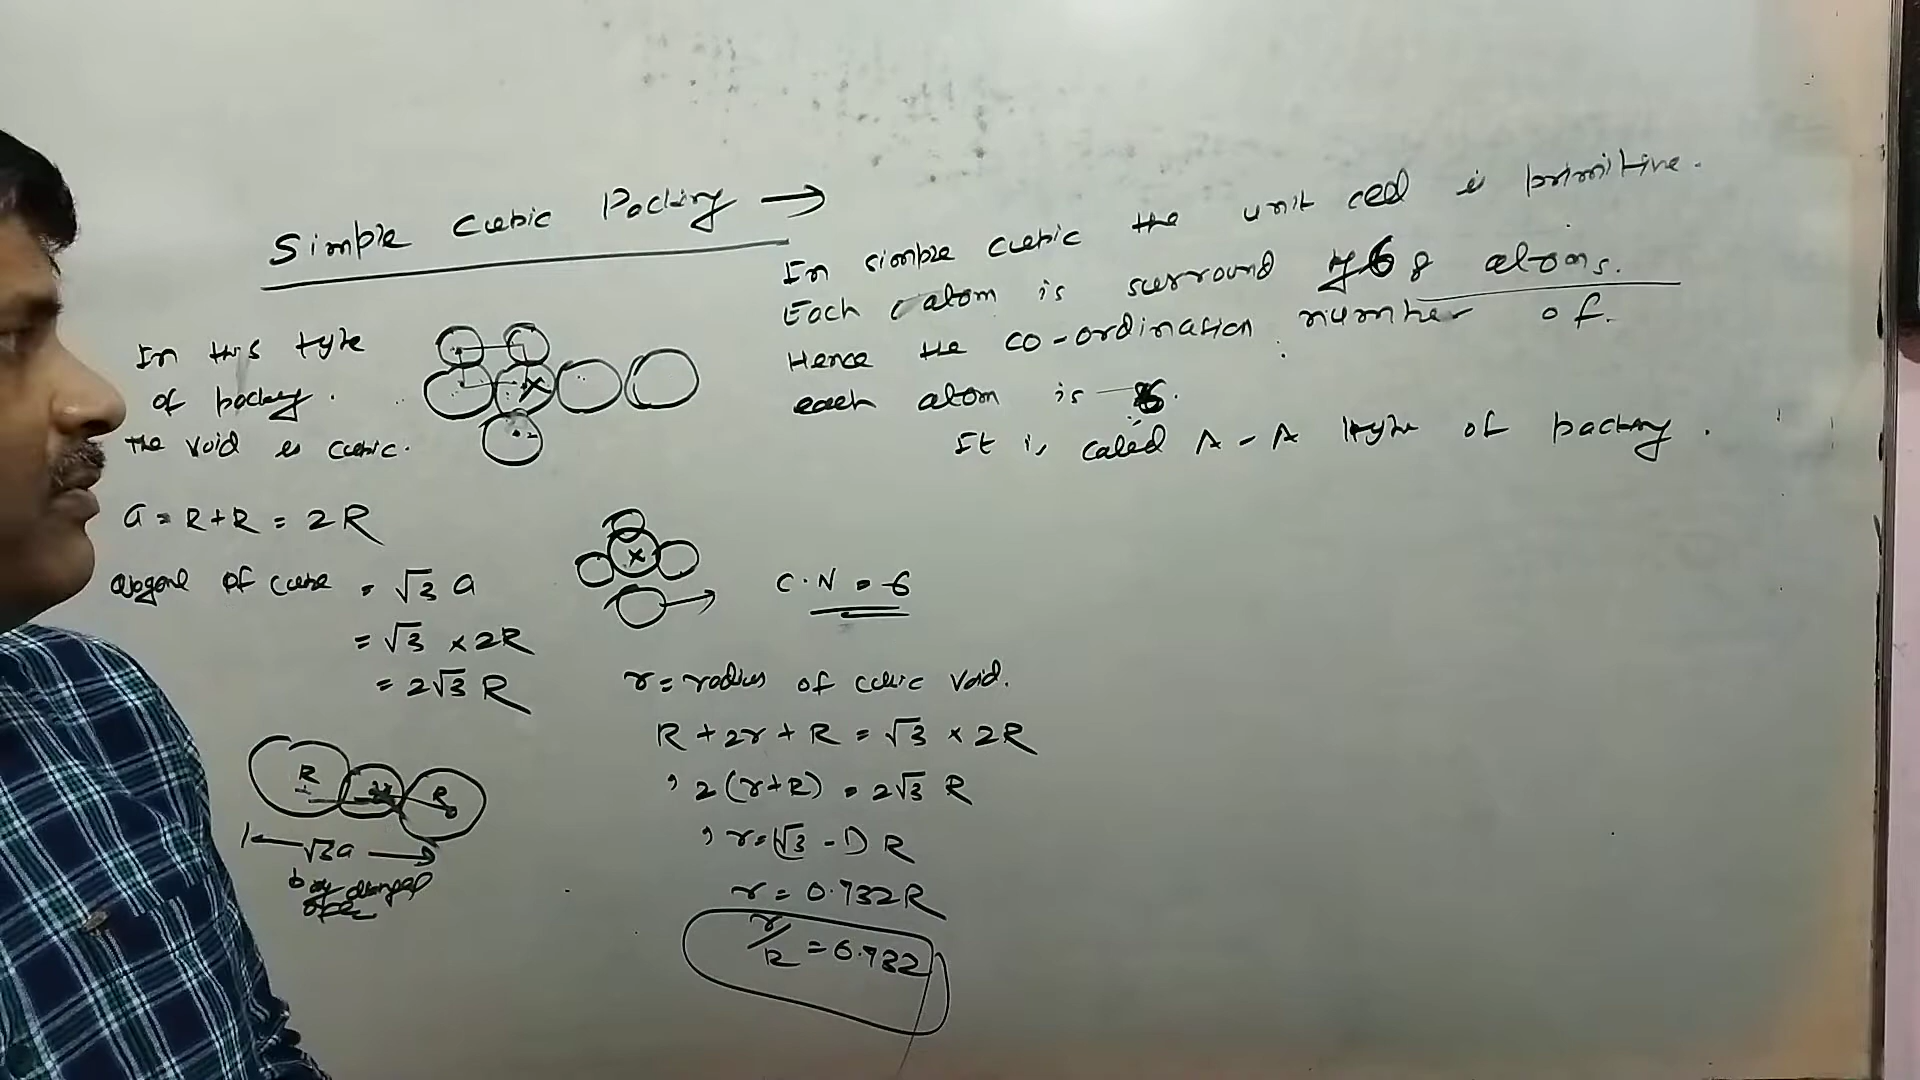 Simple cubic Packing →
In simple cubic the unit cell is primitive.
Each atom is surround by 6 8 atoms.
Hence the co-ordination number of
each atom is 6.
It is called A-A type of packing.
In this type
of packing.
the void is cubic.
a = R+R = 2R
of cube = √3 a
= √3 × 2R
= 2√3 R
C.N = 6
r = radius of cubic void.
R + 2r + R = √3 × 2R
, 2(r+R) = 2√3 R
, r = (√3 - 1) R
r = 0.732R
r/R = 0.732
R 2r R
√3a